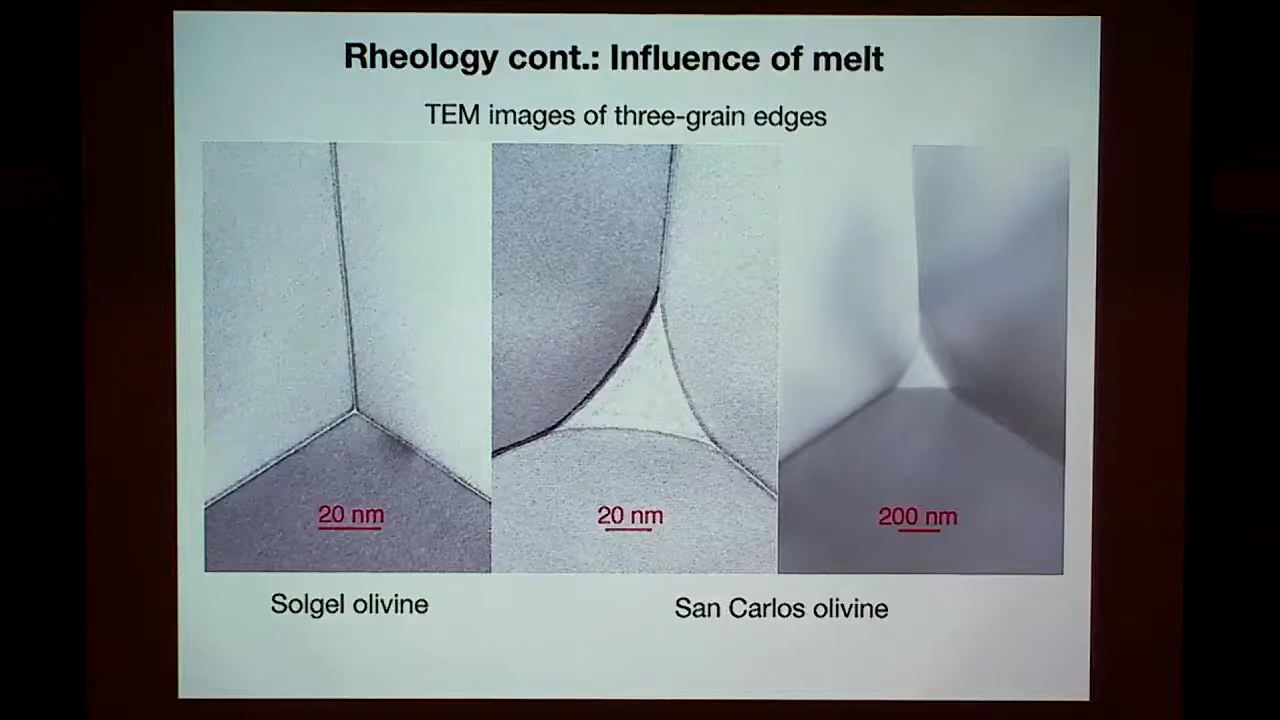 Rheology cont.: Influence of melt
TEM images of three-grain edges
20 nm
20 nm
200 nm
Solgel olivine
San Carlos olivine